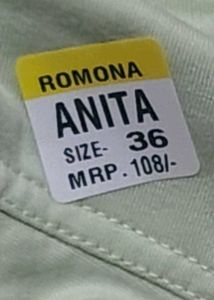 ROMONA
ANITA
SIZE- 36
MRP. 108/-